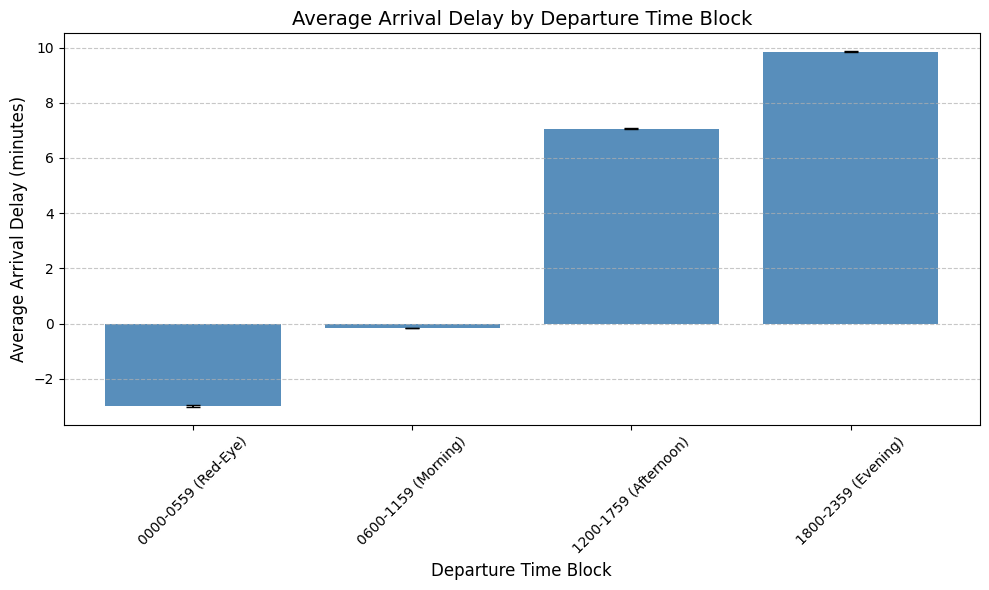 Average Arrival Delay by Departure Time Block
Average Arrival Delay (minutes)
10
8
6
4
2
0
−2
0000-0559 (Red-Eye)
0600-1159 (Morning)
1200-1759 (Afternoon)
1800-2359 (Evening)
Departure Time Block